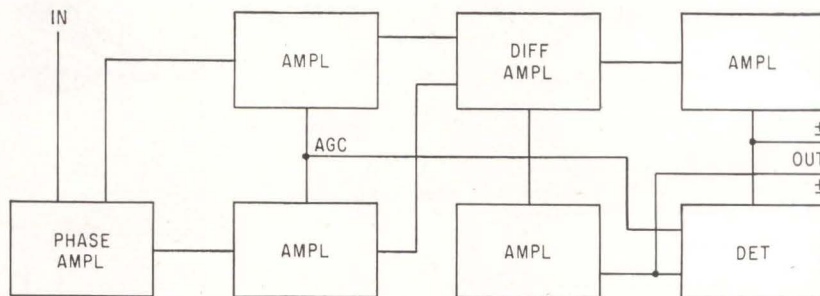 IN
AMPL
DIFF
AMPL
AMPL
±
AGC
OUT
±
PHASE
AMPL
AMPL
AMPL
DET